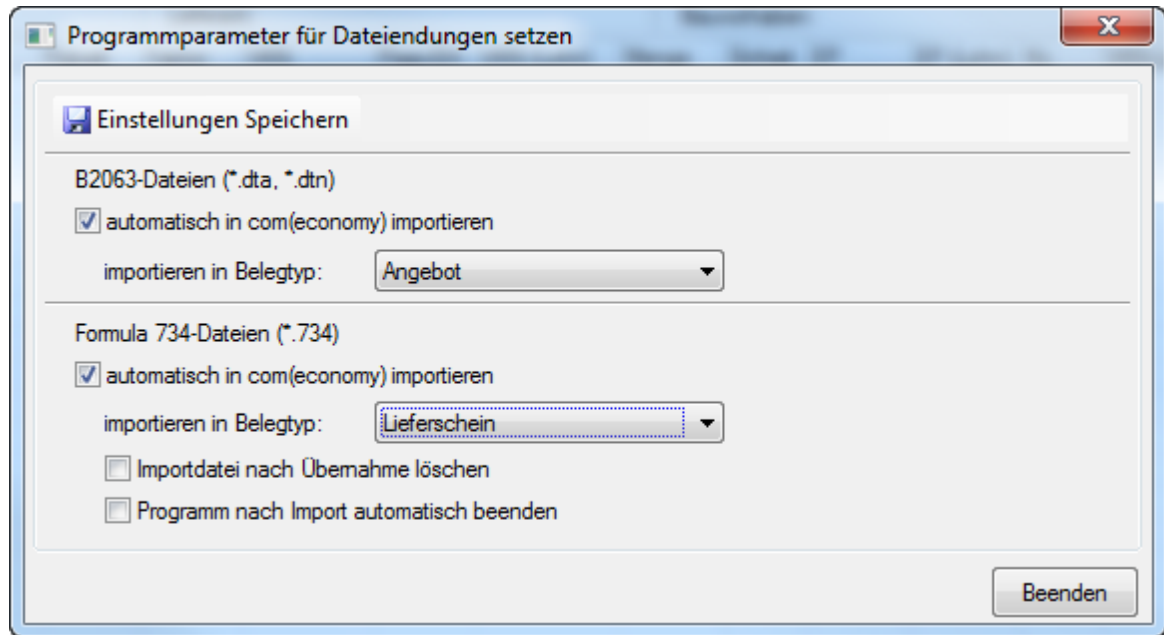 Programmparameter für Dateiendungen setzen
Einstellungen Speichern
B2063-Dateien (*.dta, *.dtn)
automatisch in com(economy) importieren
importieren in Belegtyp: Angebot
Formula 734-Dateien (*.734)
automatisch in com(economy) importieren
importieren in Belegtyp: Lieferschein
Importdatei nach Übernahme löschen
Programm nach Import automatisch beenden
Beenden